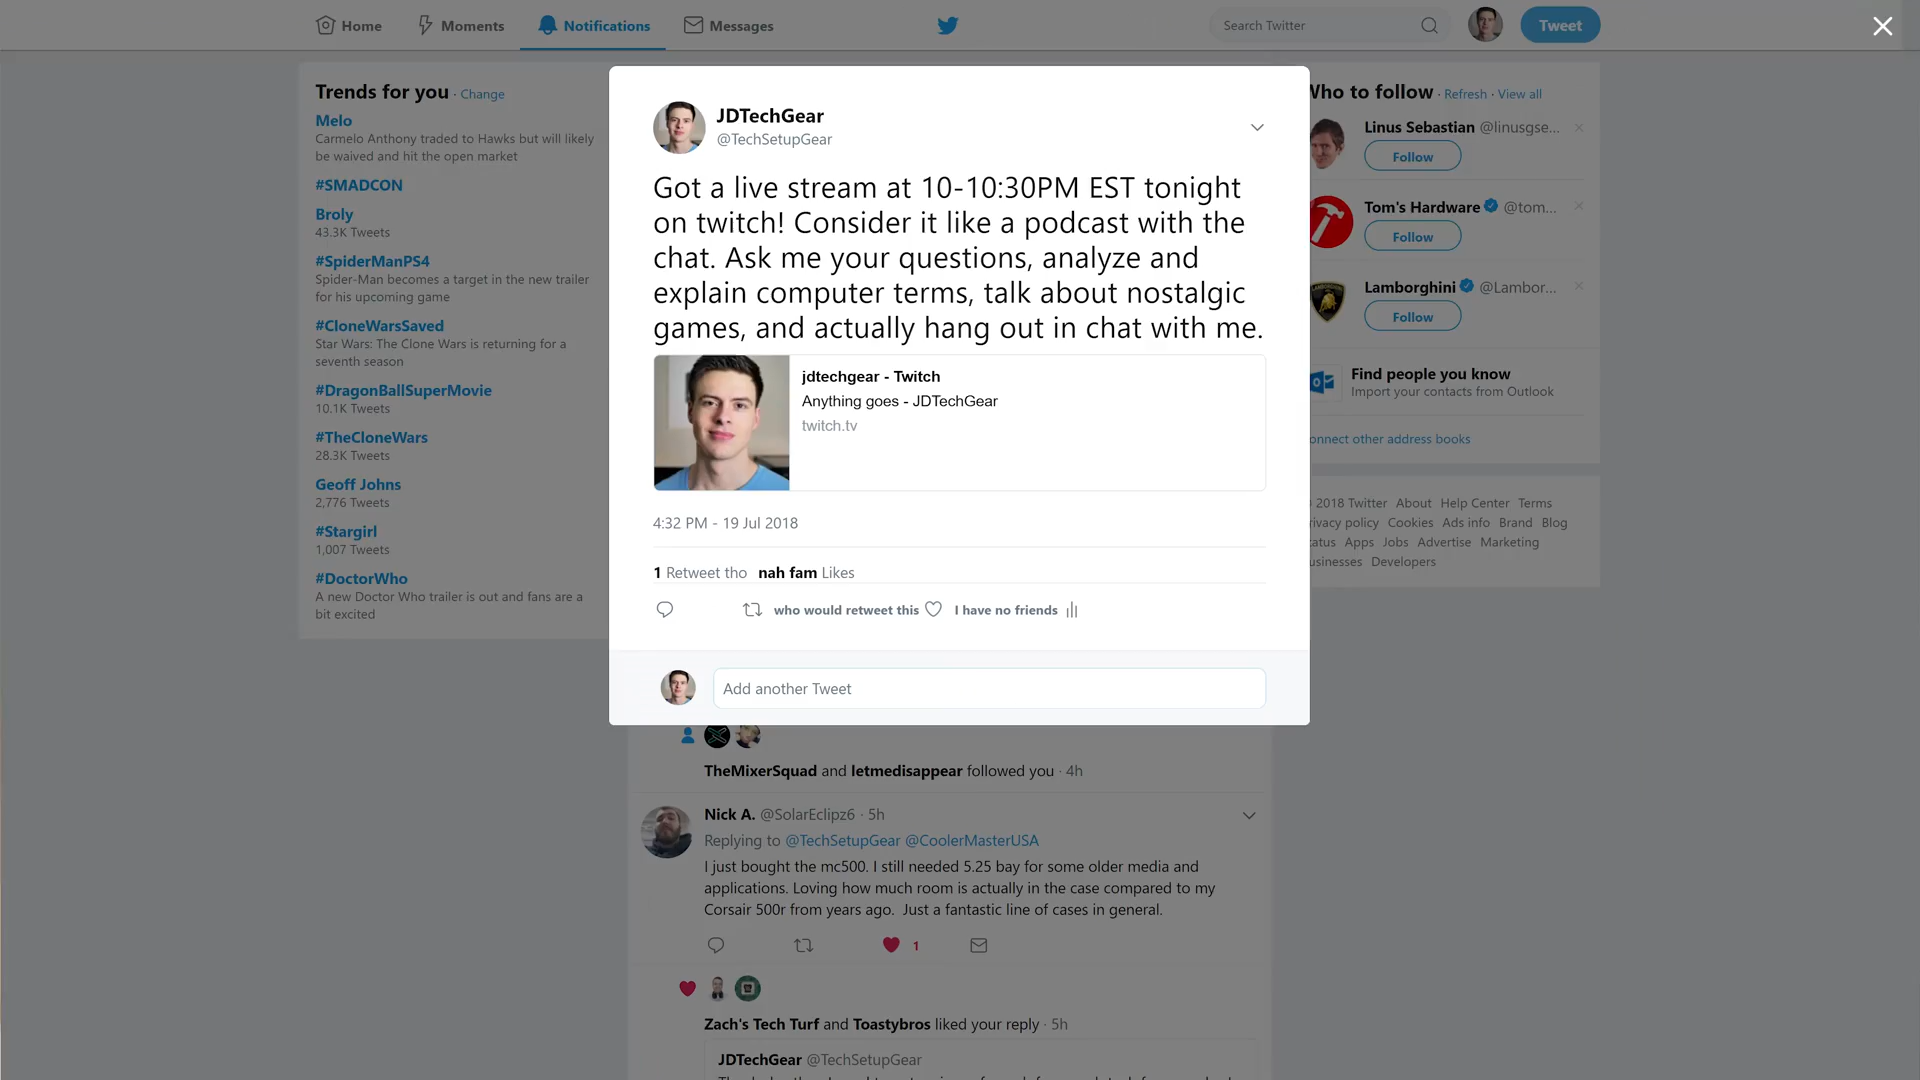 Home Moments Notifications Messages Search Twitter Tweet
Trends for you · Change
Melo
Carmelo Anthony traded to Hawks but will likely
be waived and hit the open market
#SMADCON
Broly
43.3K Tweets
#SpiderManPS4
Spider-Man becomes a target in the new trailer
for his upcoming game
#CloneWarsSaved
Star Wars: The Clone Wars is returning for a
seventh season
#DragonBallSuperMovie
10.1K Tweets
#TheCloneWars
28.3K Tweets
Geoff Johns
2,776 Tweets
#Stargirl
1,007 Tweets
#DoctorWho
A new Doctor Who trailer is out and fans are a
bit excited
JDTechGear
@TechSetupGear
Got a live stream at 10-10:30PM EST tonight
on twitch! Consider it like a podcast with the
chat. Ask me your questions, analyze and
explain computer terms, talk about nostalgic
games, and actually hang out in chat with me.
jdtechgear - Twitch
Anything goes - JDTechGear
twitch.tv
4:32 PM - 19 Jul 2018
1 Retweet tho nah fam Likes
who would retweet this I have no friends
Add another Tweet
TheMixerSquad and letmedisappear followed you · 4h
Nick A. @SolarEclipz6 · 5h
Replying to @TechSetupGear @CoolerMasterUSA
I just bought the mc500. I still needed 5.25 bay for some older media and
applications. Loving how much room is actually in the case compared to my
Corsair 500r from years ago. Just a fantastic line of cases in general.
1
Zach's Tech Turf and Toastybros liked your reply · 5h
JDTechGear @TechSetupGear
Who to follow · Refresh · View all
Linus Sebastian @linusgse...
Follow
Tom's Hardware @tom...
Follow
Lamborghini @Lambor...
Follow
Find people you know
Import your contacts from Outlook
onnect other address books
2018 Twitter About Help Center Terms
rivacy policy Cookies Ads info Brand Blog
tatus Apps Jobs Advertise Marketing
usinesses Developers